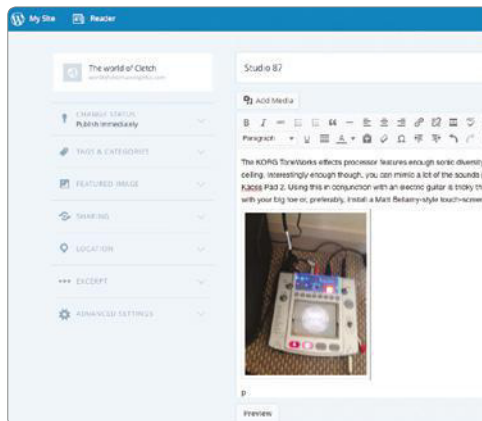 My Site
Reader
The world of Cletch
CHANGE STATUS
Publish Immediately
TAGS & CATEGORIES
FEATURED IMAGE
SHARING
LOCATION
EXCERPT
ADVANCED SETTINGS
Studio 87
Add Media
Paragraph
The KORG ToneWorks effects processor features enough sonic diversity
ceiling. Interestingly enough though, you can mimic a lot of the sounds
Kaoss Pad 2. Using this in conjunction with an electric guitar is tricky th
with your big toe or, preferably, install a Matt Bellamy-style touch-screen
p
Preview